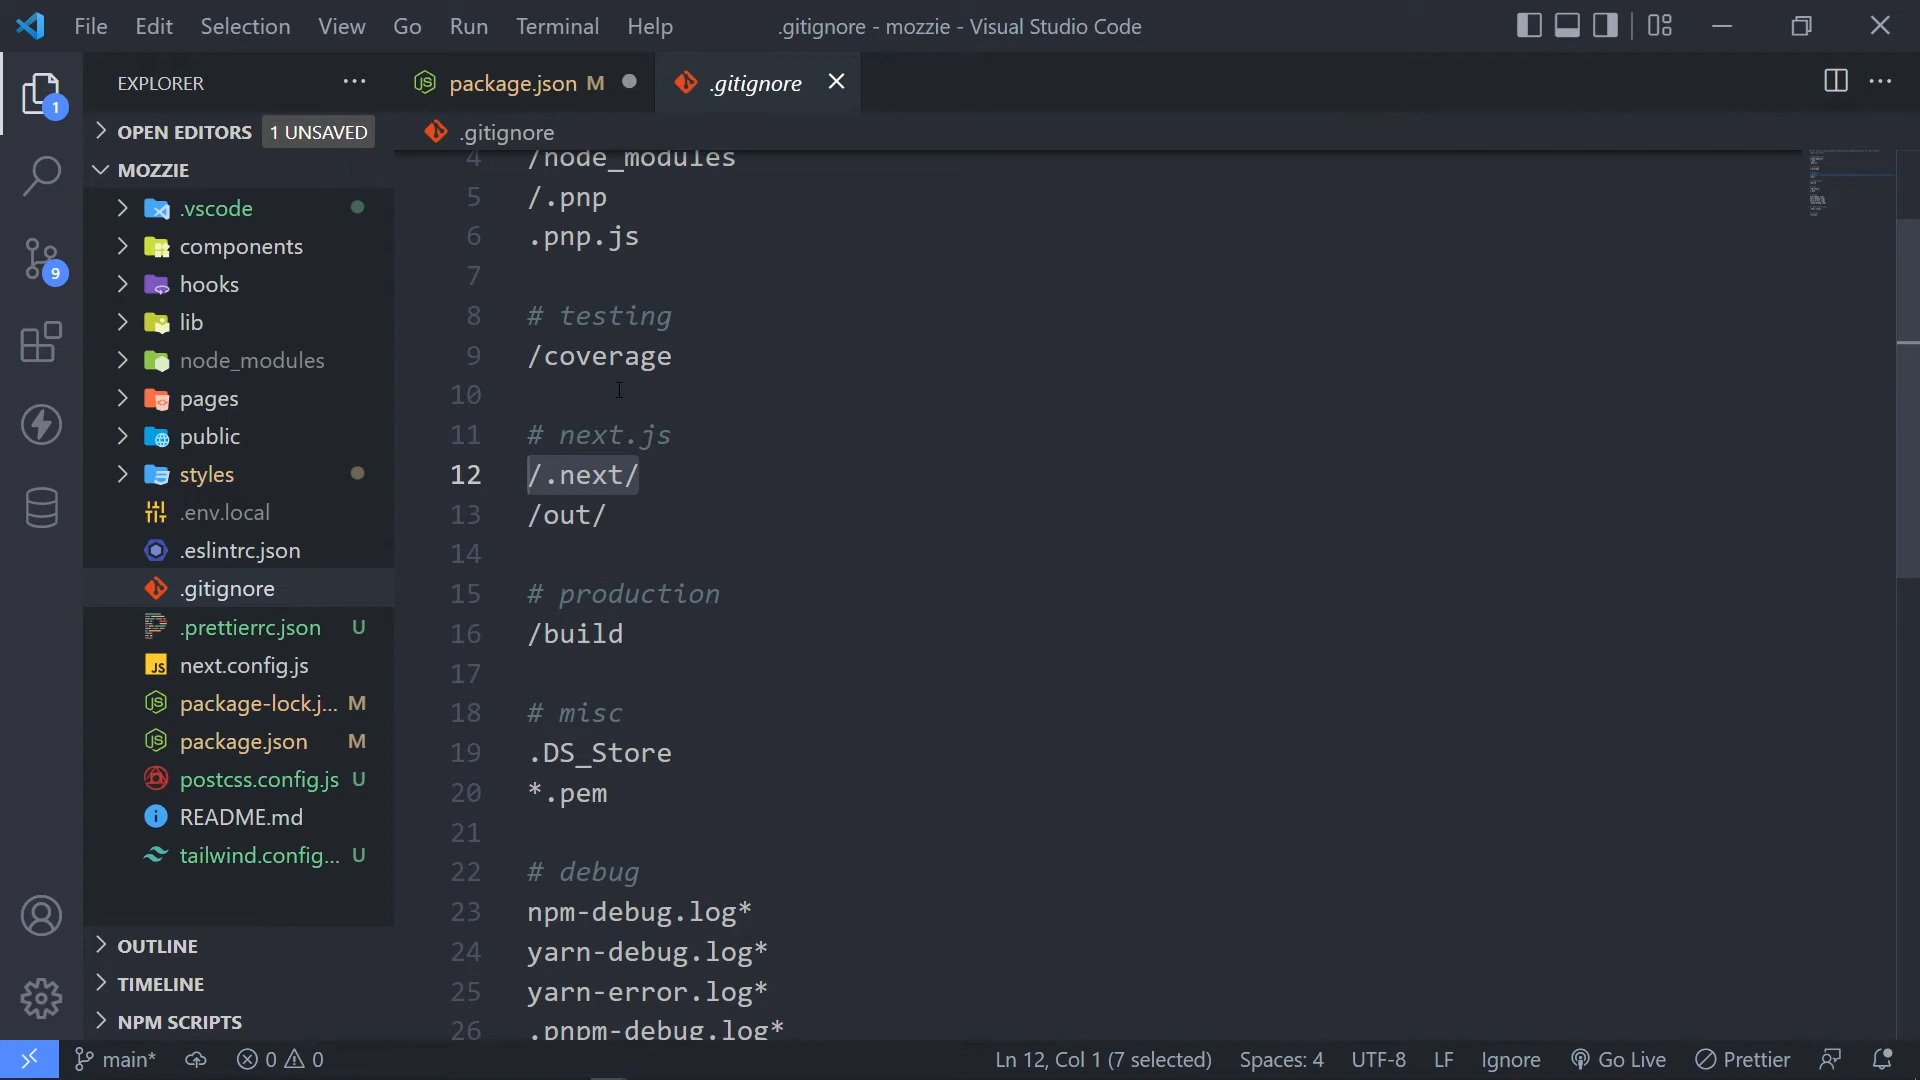 File Edit Selection View Go Run Terminal Help
.gitignore - mozzie - Visual Studio Code
EXPLORER
package.json M
.gitignore
OPEN EDITORS 1 UNSAVED
.gitignore
MOZZIE
.vscode
components
hooks
lib
node_modules
pages
public
styles
.env.local
.eslintrc.json
.gitignore
.prettierrc.json U
next.config.js
package-lock.j... M
package.json M
postcss.config.js U
README.md
tailwind.config... U
OUTLINE
TIMELINE
NPM SCRIPTS
1
9
4 /node_modules
5 /.pnp
6 .pnp.js
7
8 # testing
9 /coverage
10
11 # next.js
12 /.next/
13 /out/
14
15 # production
16 /build
17
18 # misc
19 .DS_Store
20 *.pem
21
22 # debug
23 npm-debug.log*
24 yarn-debug.log*
25 yarn-error.log*
26 .pnpm-debug.log*
main* 0 0
Ln 12, Col 1 (7 selected) Spaces: 4 UTF-8 LF Ignore Go Live Prettier